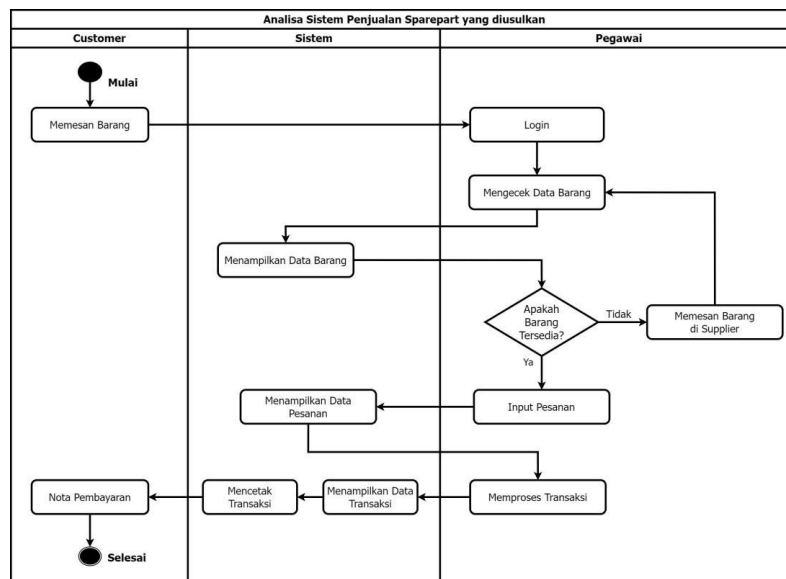 Analisa Sistem Penjualan Sparepart yang diusulkan
Customer
Sistem
Pegawai
Mulai
Memesan Barang
Login
Mengecek Data Barang
Menampilkan Data Barang
Apakah
Barang
Tersedia?
Tidak
Memesan Barang
di Supplier
Ya
Input Pesanan
Menampilkan Data
Pesanan
Memproses Transaksi
Menampilkan Data
Transaksi
Mencetak
Transaksi
Nota Pembayaran
Selesai